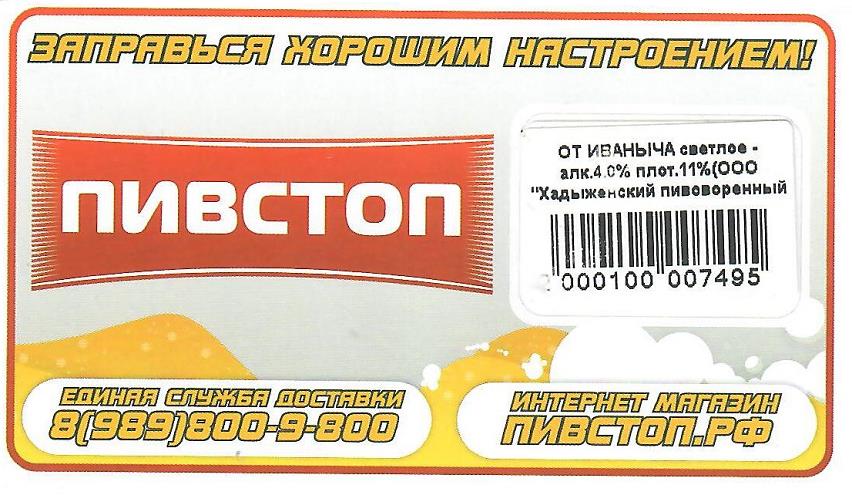 ЗАПРАВЬСЯ ХОРОШИМ НАСТРОЕНИЕМ!
ПИВСТОП
ОТ ИВАНЫЧА светлое -
алк.4.0% плот.11%(ООО
"Хадыженский пивоваренный
000100 007495
ЕДИНАЯ СЛУЖБА ДОСТАВКИ
8(989)800-9-800
ИНТЕРНЕТ МАГАЗИН
ПИВСТОП.РФ